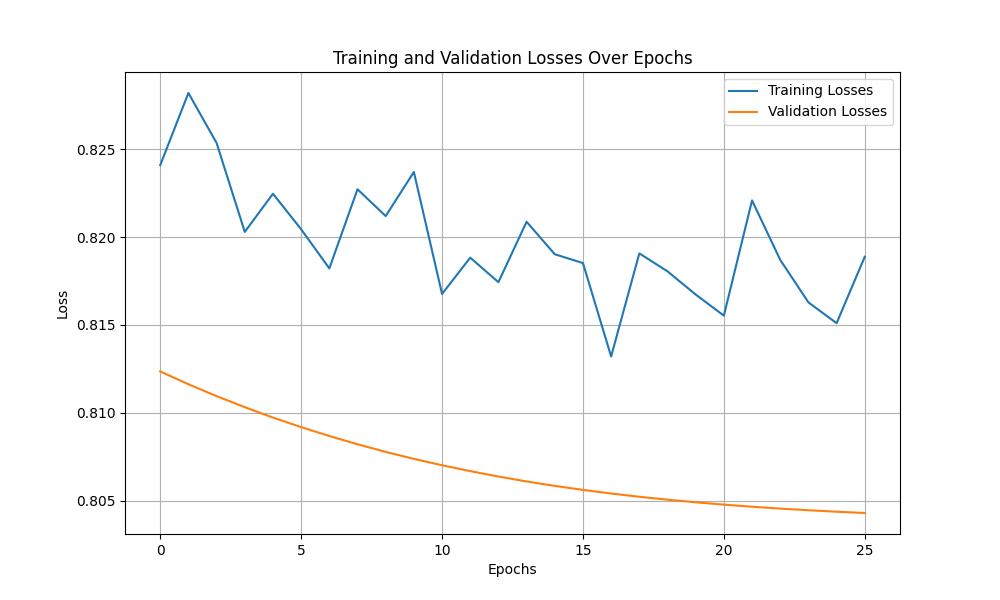 Training and Validation Losses Over Epochs
Training Losses
Validation Losses
0.825
0.820
0.815
0.810
0.805
Loss
0 5 10 15 20 25
Epochs